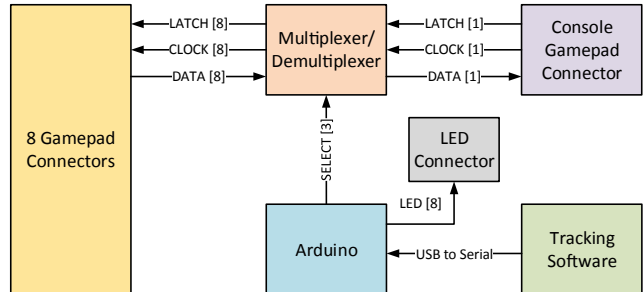 LATCH [8]
CLOCK [8]
DATA [8]
Multiplexer/
Demultiplexer
LATCH [1]
CLOCK [1]
DATA [1]
Console
Gamepad
Connector
8 Gamepad
Connectors
SELECT [3]
LED
Connector
LED [8]
Arduino
USB to Serial
Tracking
Software